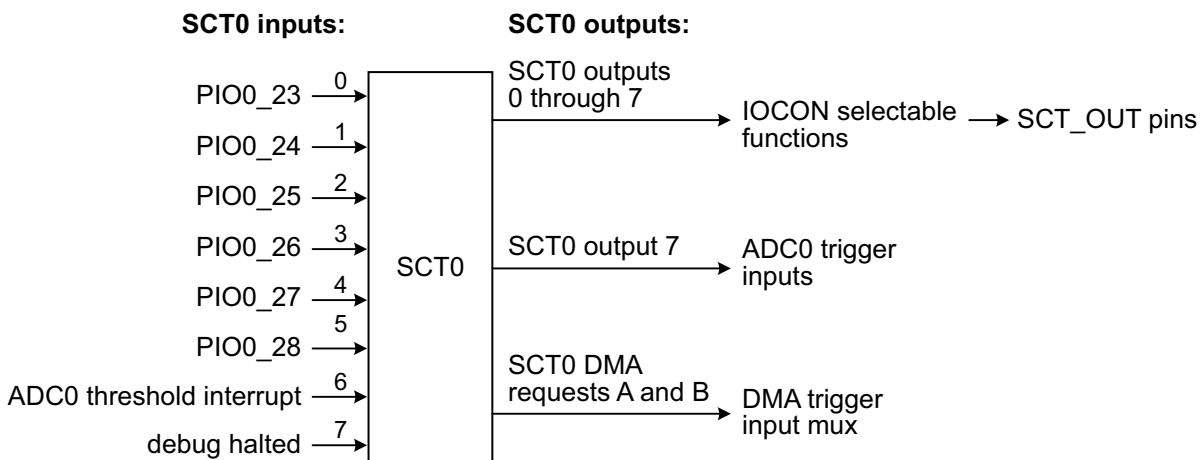 SCT0 inputs:
SCT0 outputs:
PIO0_23
0
PIO0_24
1
PIO0_25
2
PIO0_26
3
PIO0_27
4
PIO0_28
5
ADC0 threshold interrupt
6
debug halted
7
SCT0
SCT0 outputs
0 through 7
IOCON selectable
functions
SCT_OUT pins
SCT0 output 7
ADC0 trigger
inputs
SCT0 DMA
requests A and B
DMA trigger
input mux